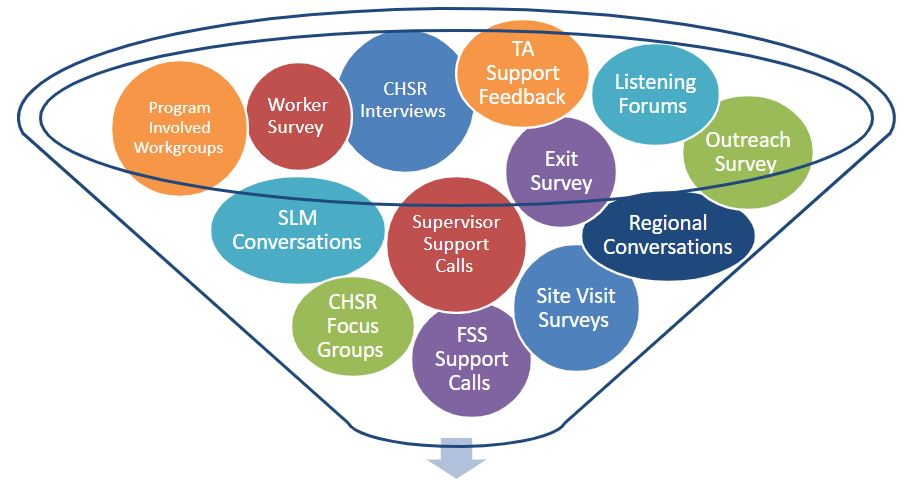 Program
Involved
Workgroups
Worker
Survey
CHSR
Interviews
TA
Support
Feedback
Listening
Forums
Outreach
Survey
Exit
Survey
SLM
Conversations
Supervisor
Support
Calls
Regional
Conversations
CHSR
Focus
Groups
FSS
Support
Calls
Site Visit
Surveys